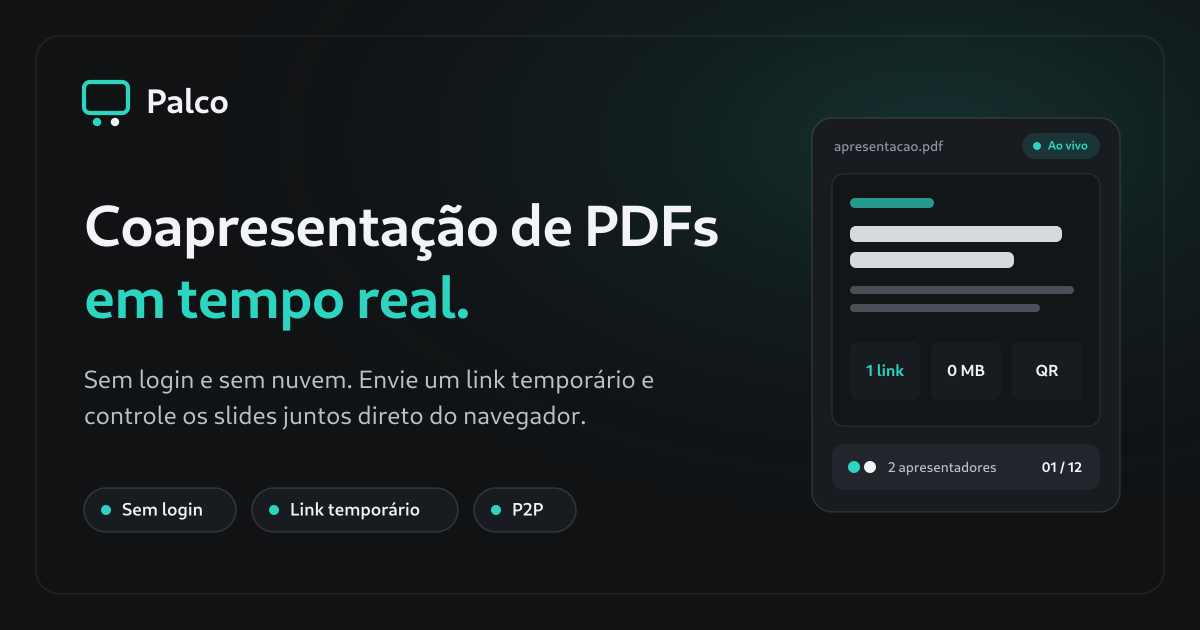 Palco
Coapresentação de PDFs
em tempo real.
Sem login e sem nuvem. Envie um link temporário e
controle os slides juntos direto do navegador.
Sem login
Link temporário
P2P
apresentacao.pdf
Ao vivo
1 link
0 MB
QR
2 apresentadores
01 / 12